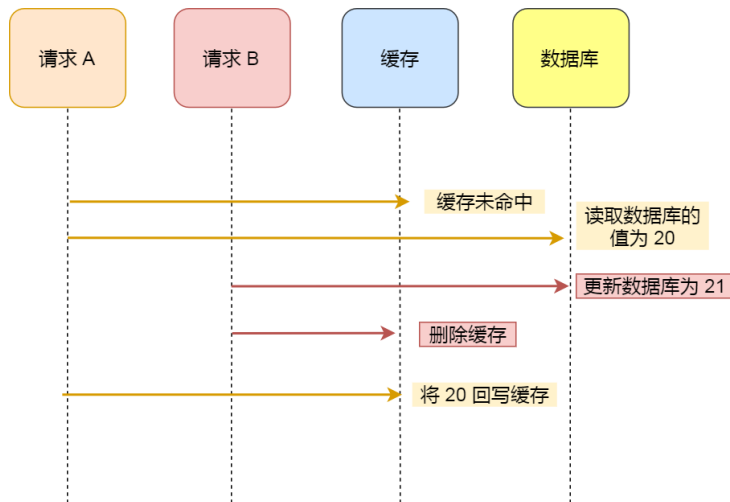 请求 A
请求 B
缓存
数据库
缓存未命中
读取数据库的
值为 20
更新数据库为 21
删除缓存
将 20 回写缓存